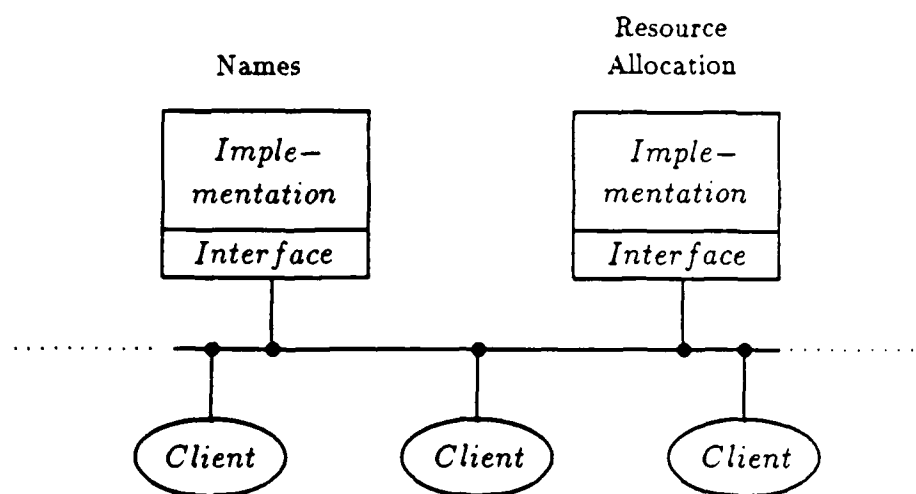 Names
Resource
Allocation
Imple-
mentation
Interface
Imple-
mentation
Interface
Client
Client
Client